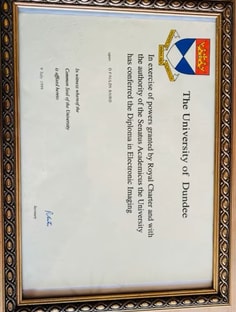 The University of Dundee
In exercise of powers granted by Royal Charter and with
the authority of the Senatus Academicus the University
has conferred the Diploma in Electronic Imaging
upon
In witness whereof the
Common Seal of the University
is affixed hereto
Secretary